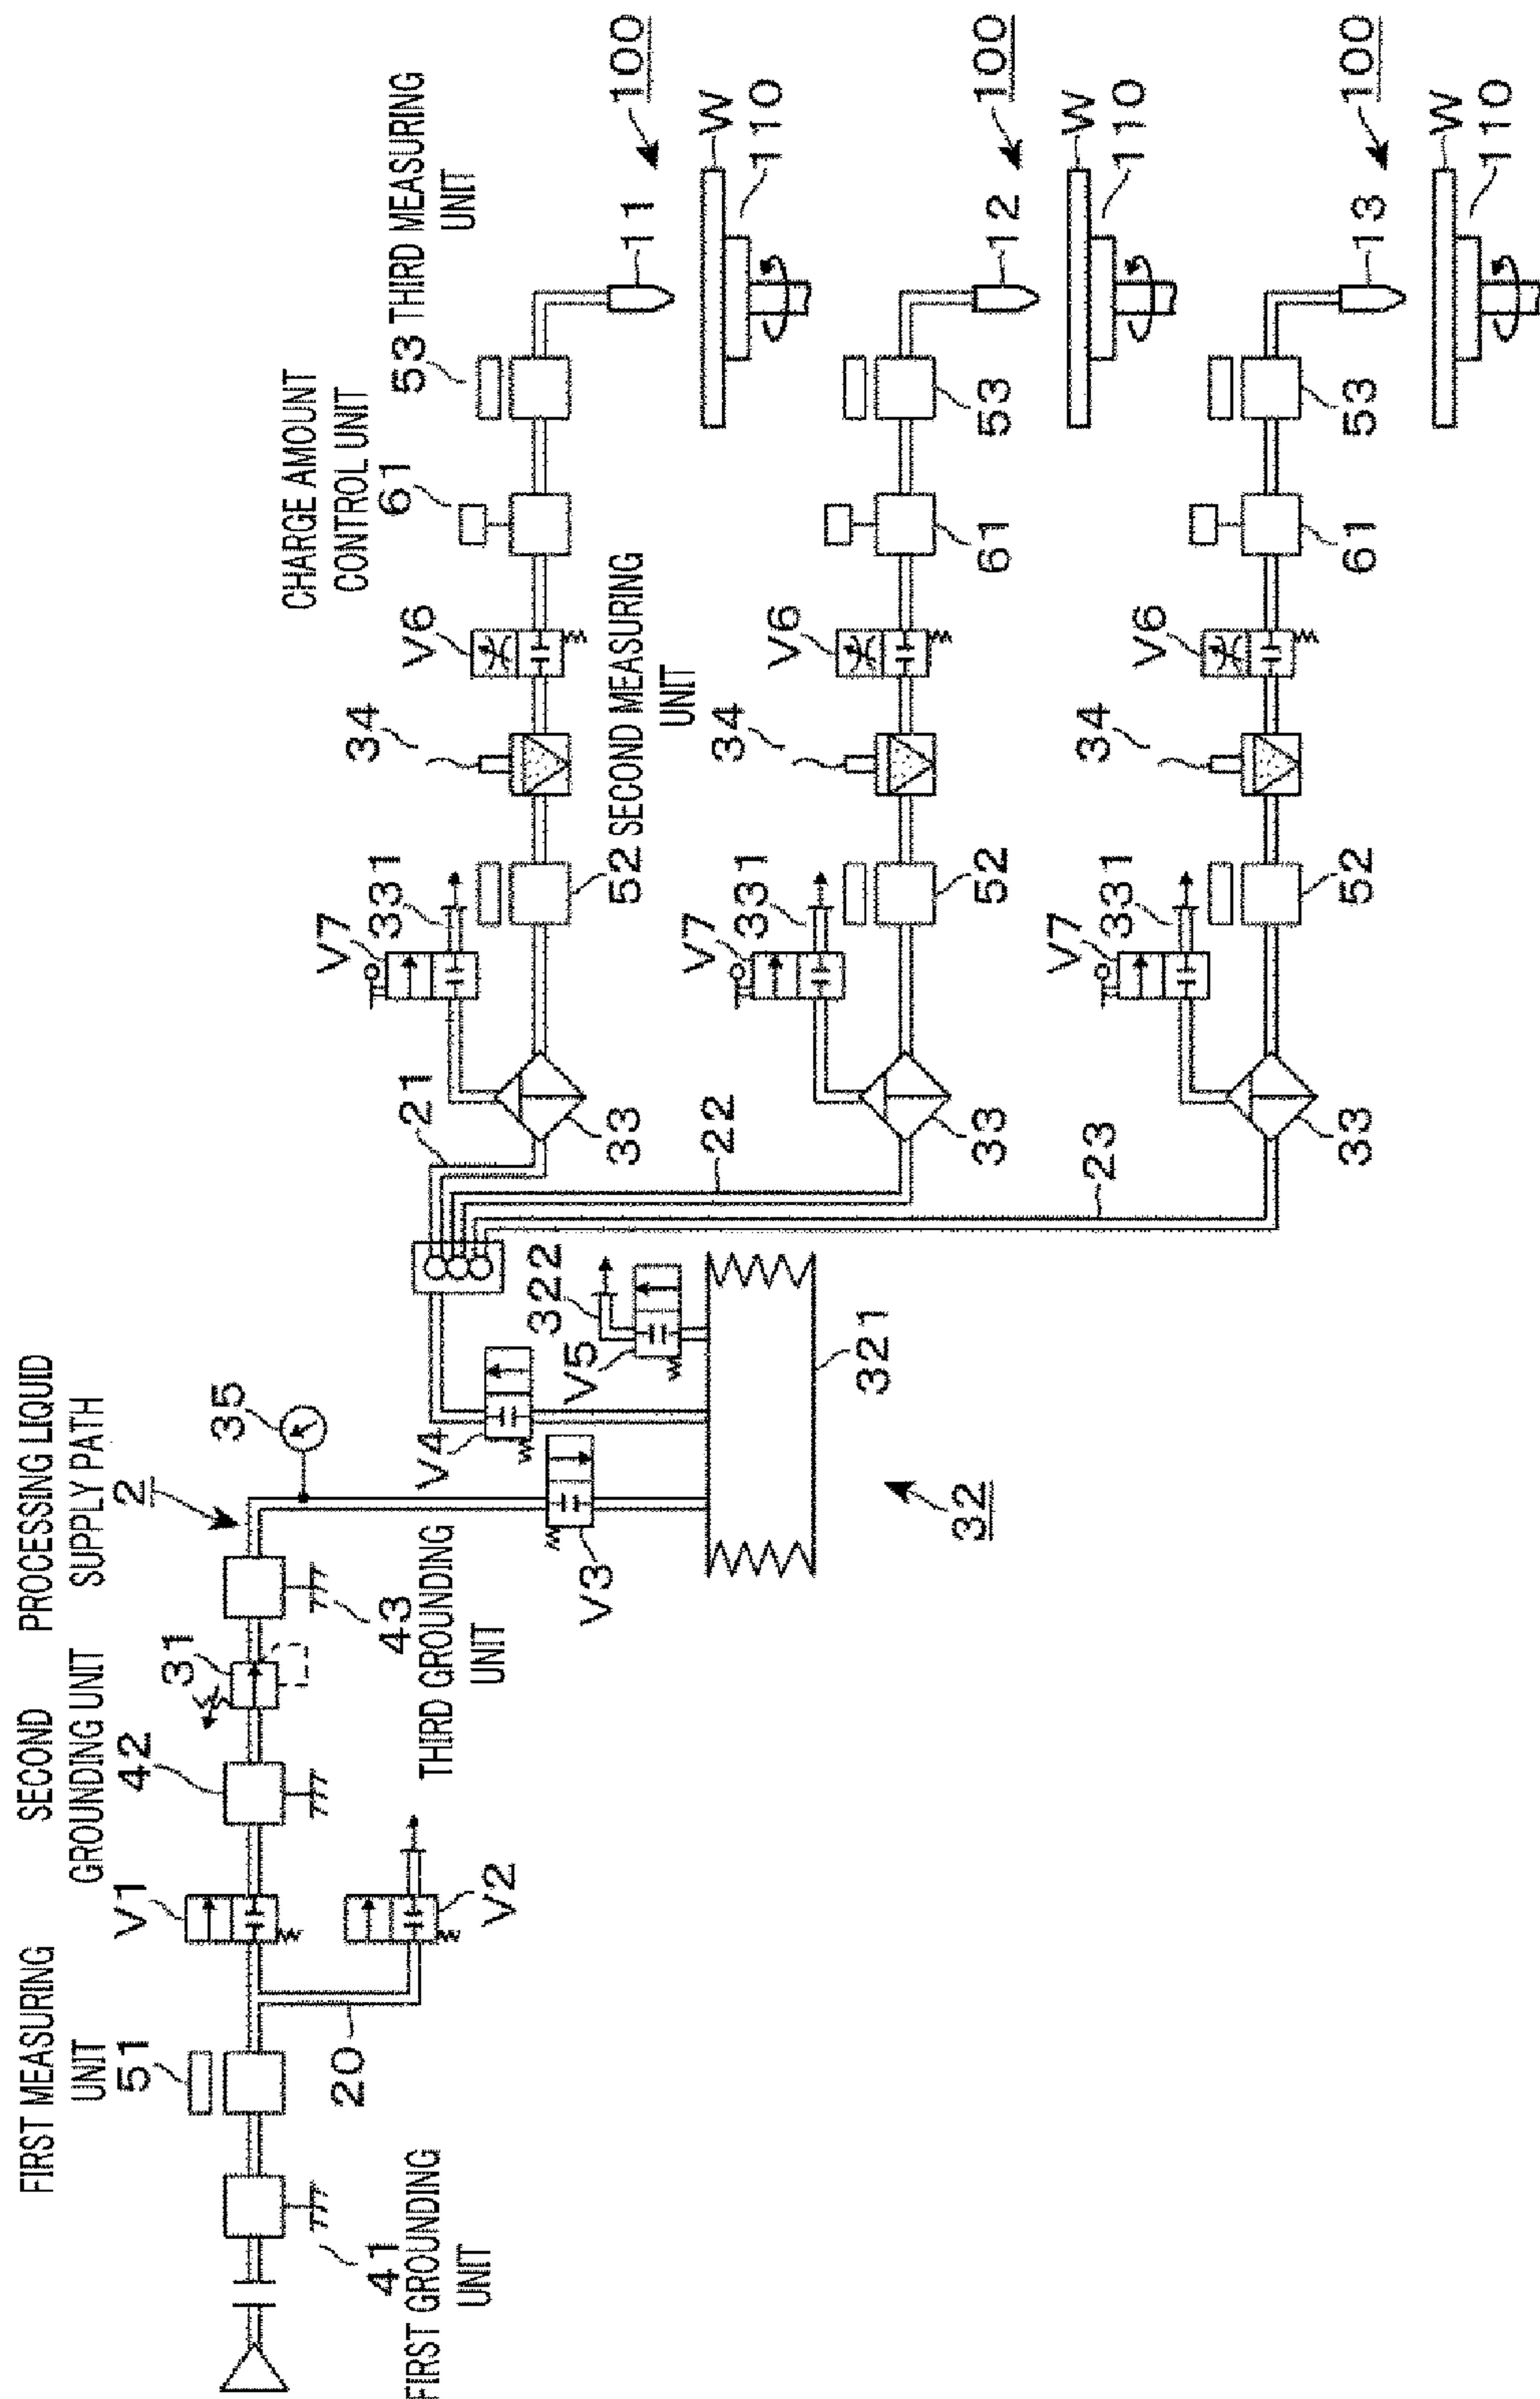 FIRST MEASURING
UNIT
51
V1
SECOND
GROUNDING UNIT
42
31
PROCESSING LIQUID
SUPPLY PATH
2
35
41
FIRST GROUNDING
UNIT
20
V2
43
THIRD GROUNDING
UNIT
V3
V4
V5
322
321
32
21
22
23
CHARGE AMOUNT
CONTROL UNIT
61
53 THIRD MEASURING
UNIT
V7
331
34
V6
33
52 SECOND MEASURING
UNIT
11
100
W
110
V7
331
34
V6
33
52
61
53
12
100
W
110
V7
331
34
V6
33
52
61
53
13
100
W
110